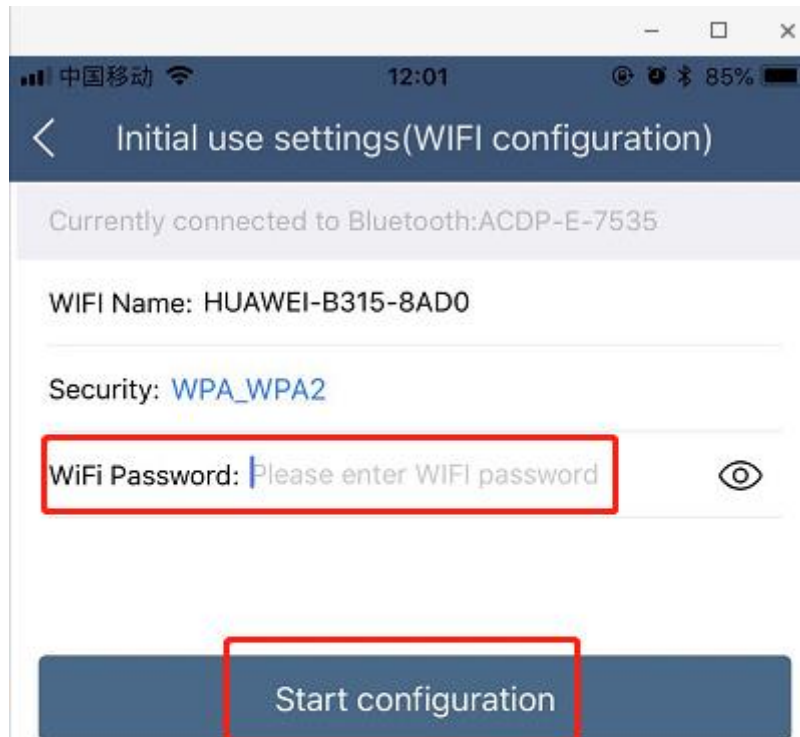 中国移动 12:01 85%
Initial use settings(WIFI configuration)
Currently connected to Bluetooth:ACDP-E-7535
WIFI Name: HUAWEI-B315-8AD0
Security: WPA_WPA2
WiFi Password: Please enter WIFI password
Start configuration